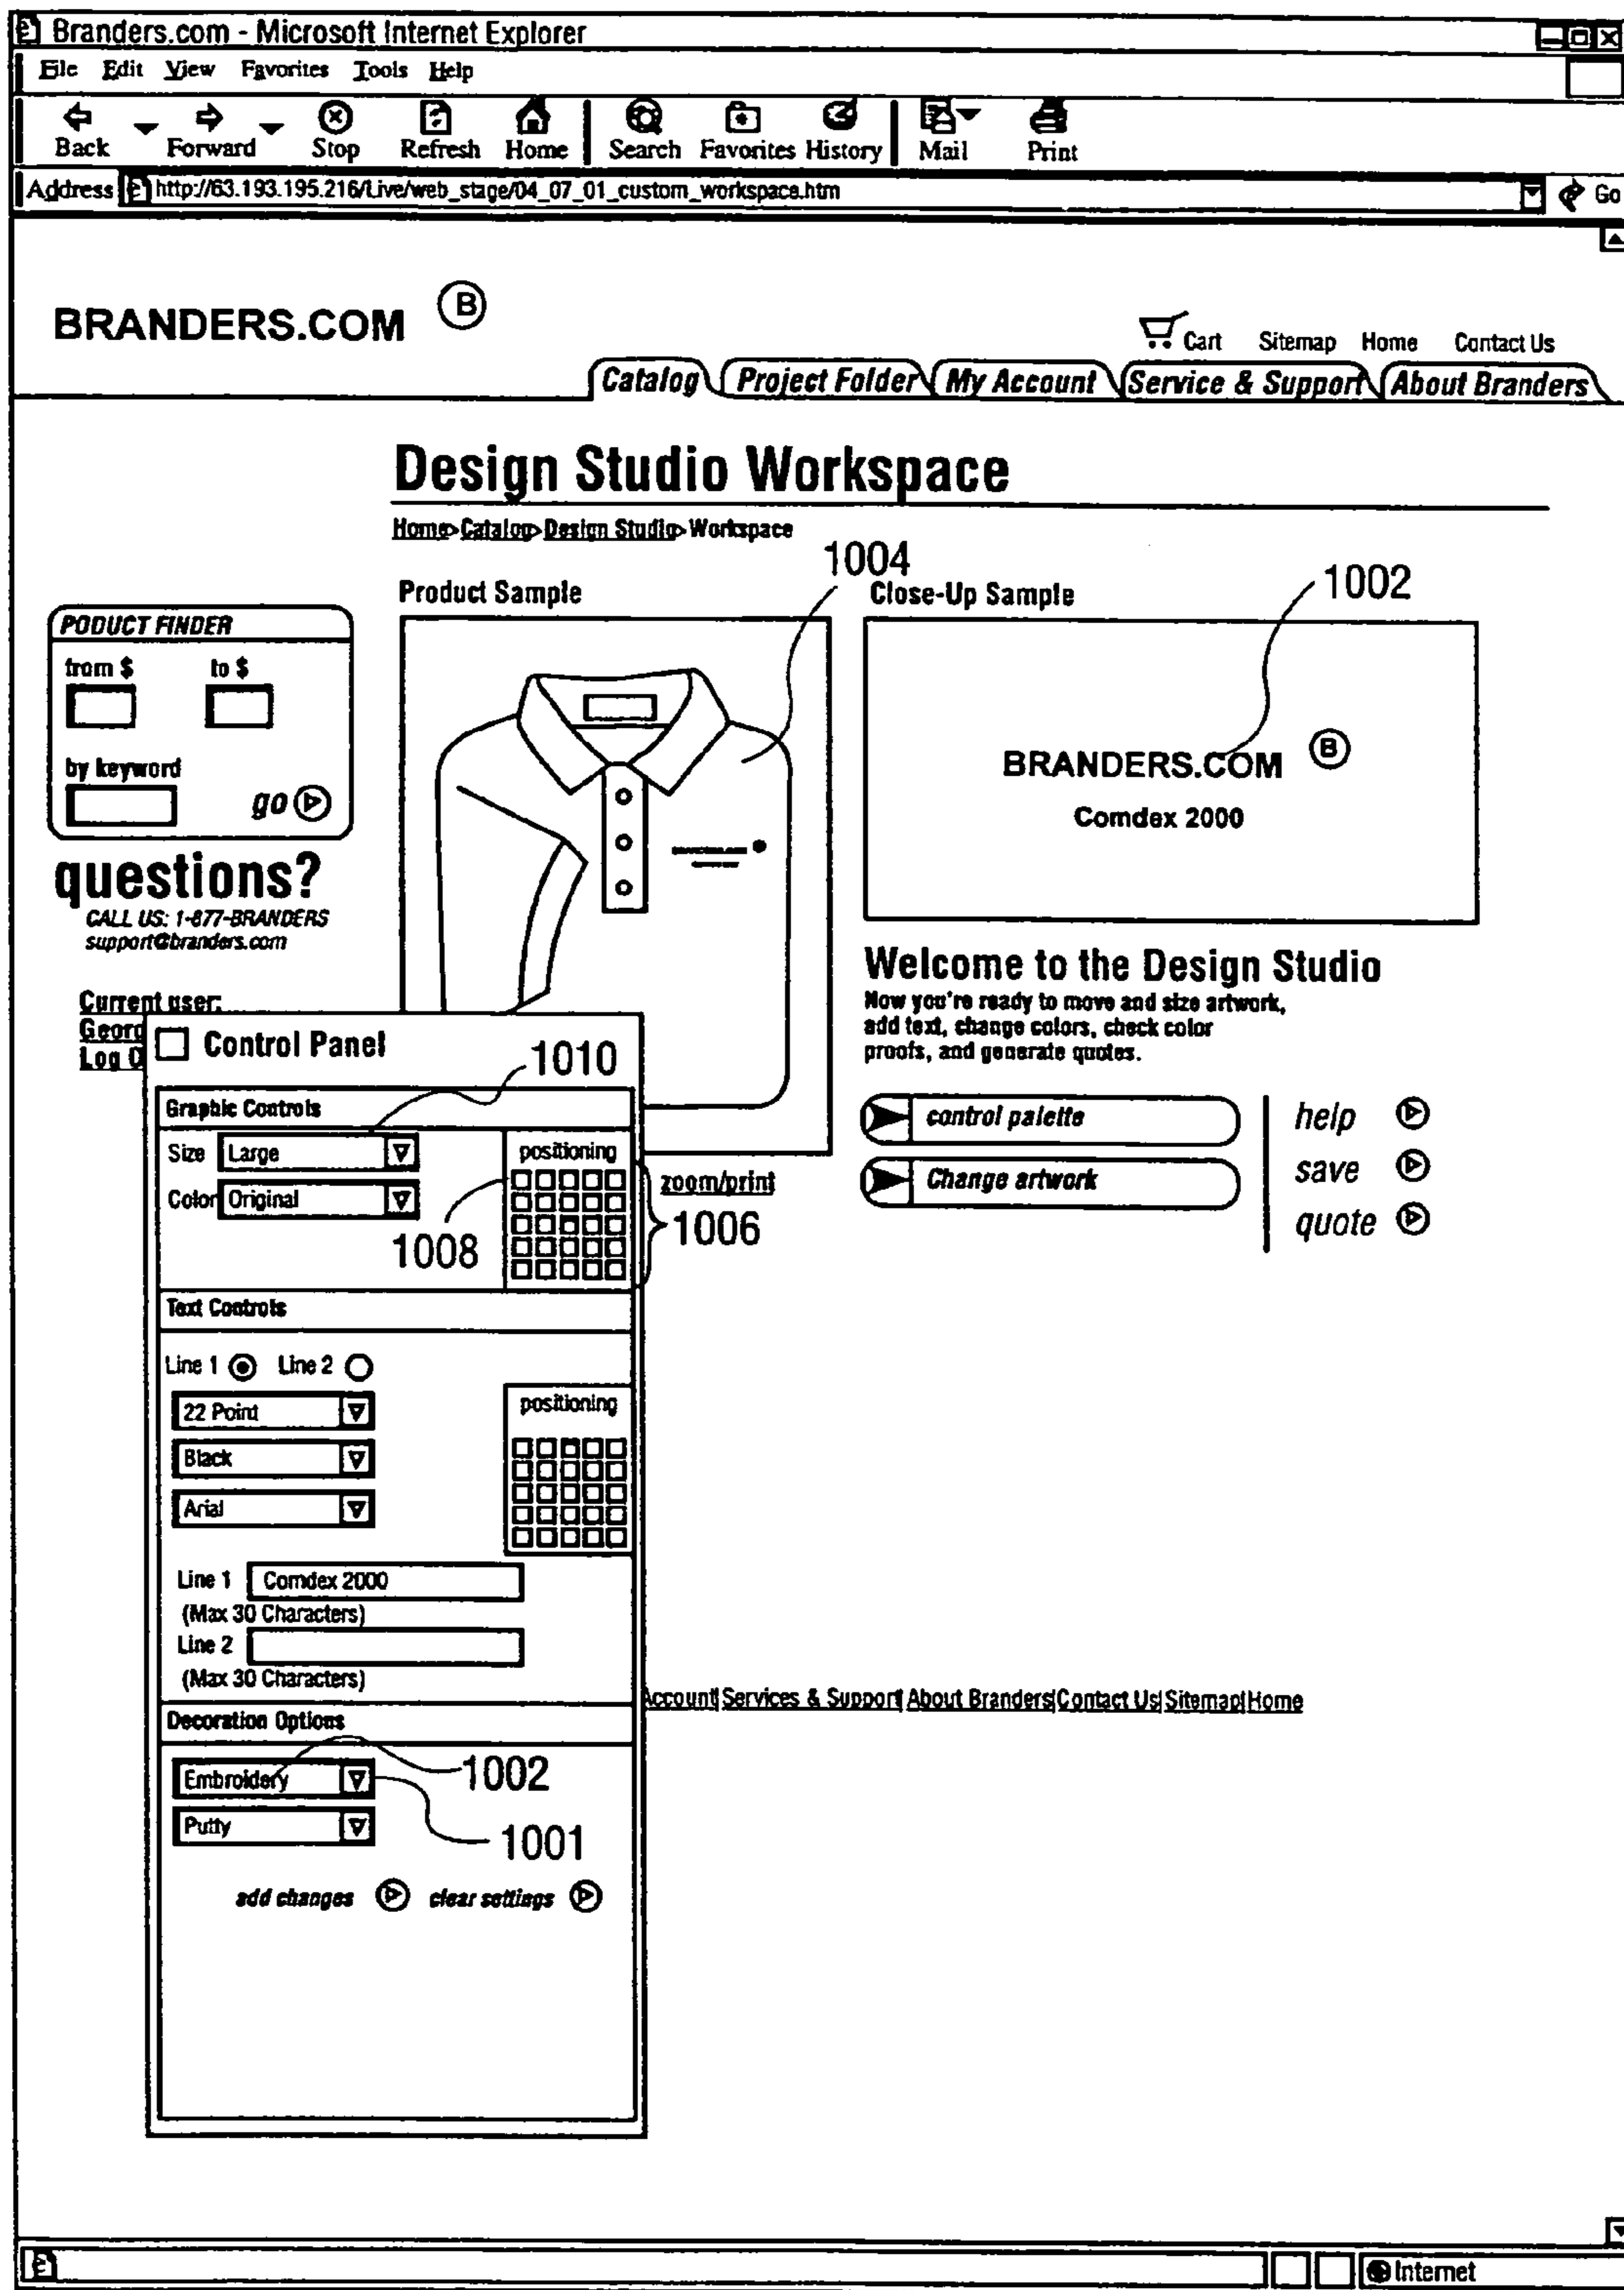 Branders.com - Microsoft Internet Explorer
File Edit View Favorites Tools Help
Back Forward Stop Refresh Home Search Favorites History Mail Print
Address http://63.193.195.216/Live/web_stage/04_07_01_custom_workspace.htm Go
BRANDERS.COM B
Cart Sitemap Home Contact Us
Catalog Project Folder My Account Service & Support About Branders
Design Studio Workspace
Home>Catalog>Design Studio>Workspace
1004
Product Sample
Close-Up Sample
1002
PODUCT FINDER
from $ to $
by keyword
go
BRANDERS.COM B
Comdex 2000
questions?
CALL US: 1-877-BRANDERS
support@branders.com
Welcome to the Design Studio
Now you're ready to move and size artwork,
add text, change colors, check color
proofs, and generate quotes.
Current user:
Georg
Log O
Control Panel
1010
Graphic Controls
Size Large
Color Original
positioning
1008
zoom/print
1006
control palette
Change artwork
help
save
quote
Text Controls
Line 1 Line 2
22 Point
Black
Arial
positioning
Line 1 Comdex 2000
(Max 30 Characters)
Line 2
(Max 30 Characters)
Account|Services & Support|About Branders|Contact Us|Sitemap|Home
Decoration Options
Embroidery
1002
Putty
1001
add changes clear settings
Internet